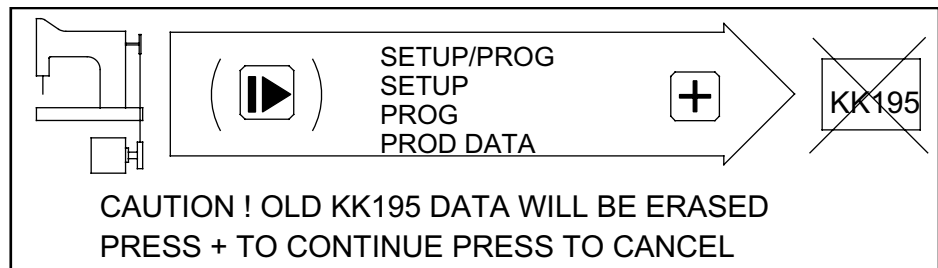 SETUP/PROG
SETUP
PROG
PROD DATA
KK195
CAUTION ! OLD KK195 DATA WILL BE ERASED
PRESS + TO CONTINUE PRESS TO CANCEL